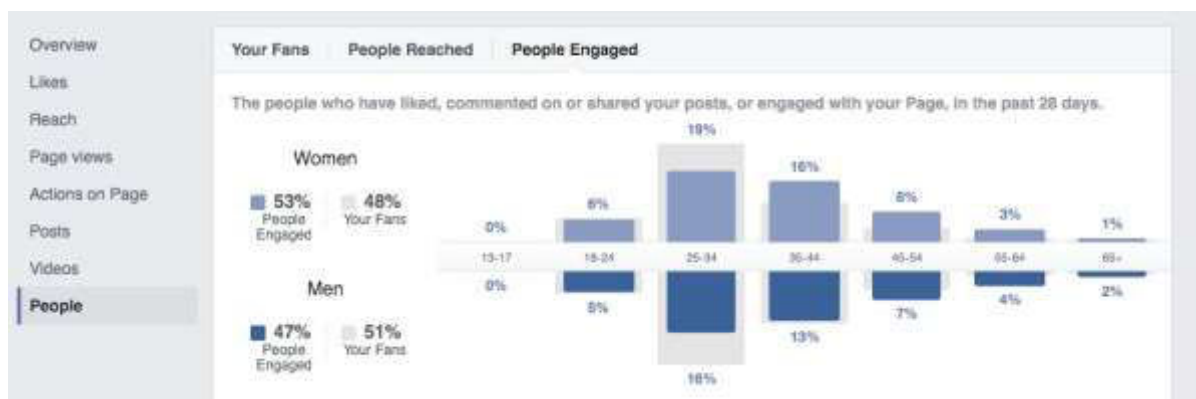 Overview
Likes
Reach
Page views
Actions on Page
Posts
Videos
People
Your Fans People Reached People Engaged
The people who have liked, commented on or shared your posts, or engaged with your Page, in the past 28 days.
Women
53% 48%
People Engaged Your Fans
0% 6% 19% 16% 8% 3% 1%
13-17 18-24 25-34 35-44 45-54 55-64 65+
Men
0% 5% 16% 13% 7% 4% 2%
47% 51%
People Engaged Your Fans